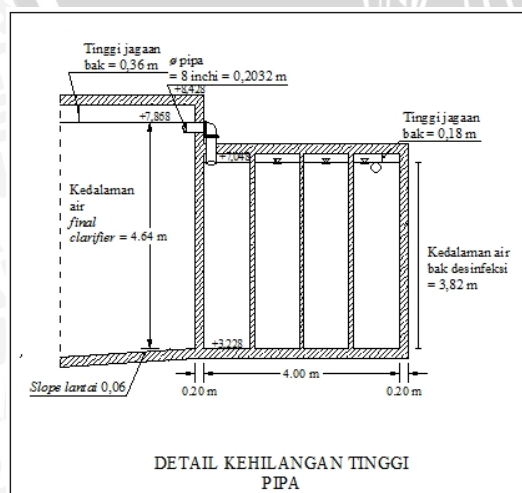 Tinggi jagaan
bak = 0,36 m
ø pipa
= 8 inchi = 0,2032 m
+8,428
+7,868
Tinggi jagaan
bak = 0,18 m
+7,048
Kedalaman
air
final
clarifier = 4.64 m
Kedalaman air
bak desinfeksi
= 3,82 m
+3,228
Slope lantai 0,06
0.20 m
4.00 m
0.20 m
DETAIL KEHILANGAN TINGGI
PIPA